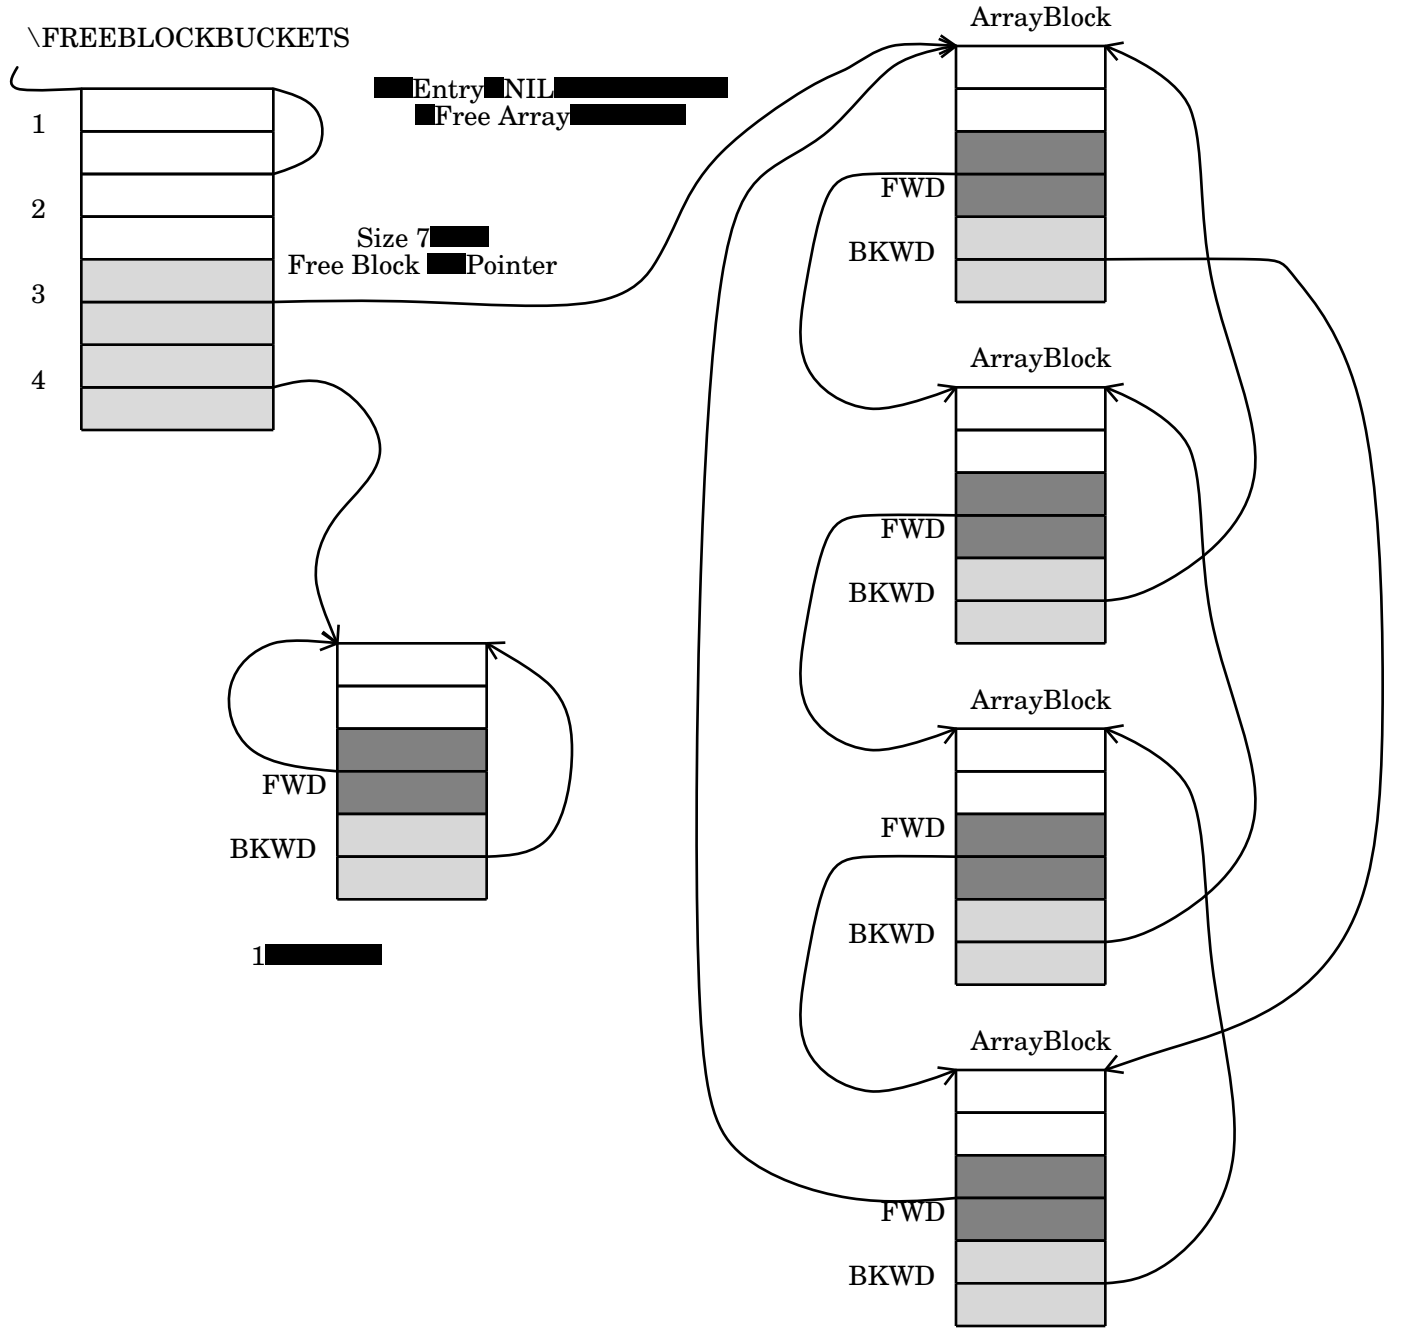 \FREEBLOCKBUCKETS
1
2
3
4
Entry NIL
Free Array
Size 7
Free Block Pointer
FWD
BKWD
1
ArrayBlock
FWD
BKWD
ArrayBlock
FWD
BKWD
ArrayBlock
FWD
BKWD
ArrayBlock
FWD
BKWD